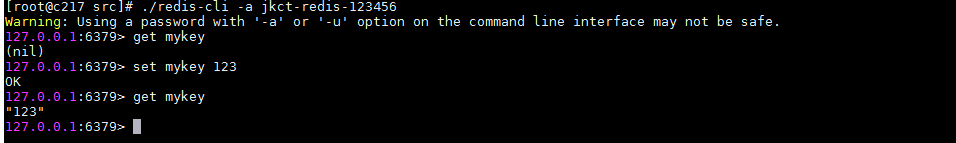 [root@c217 src]# ./redis-cli -a jkct-redis-123456
Warning: Using a password with '-a' or '-u' option on the command line interface may not be safe.
127.0.0.1:6379> get mykey
(nil)
127.0.0.1:6379> set mykey 123
OK
127.0.0.1:6379> get mykey
"123"
127.0.0.1:6379>